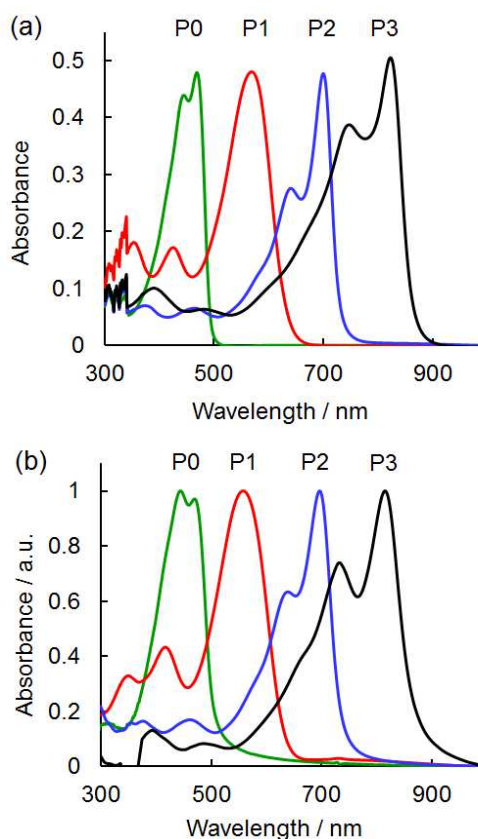 (a)
P0 P1 P2 P3
0.5
0.4
0.3
0.2
0.1
0
Absorbance
300 500 700 900
Wavelength / nm
(b)
P0 P1 P2 P3
1
0.8
0.6
0.4
0.2
0
Absorbance / a.u.
300 500 700 900
Wavelength / nm